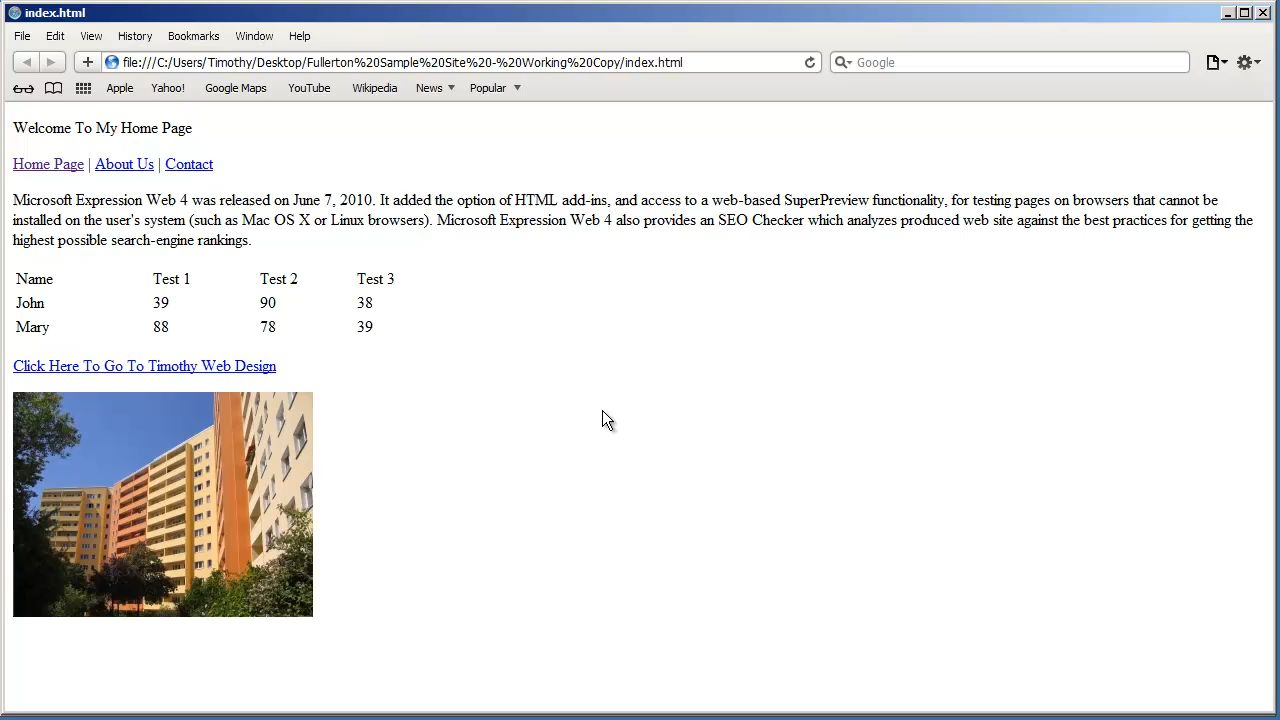 index.html
File Edit View History Bookmarks Window Help
file:///C:/Users/Timothy/Desktop/Fullerton%20Sample%20Site%20-%20Working%20Copy/index.html Google
Apple Yahoo! Google Maps YouTube Wikipedia News Popular
Welcome To My Home Page
Home Page | About Us | Contact
Microsoft Expression Web 4 was released on June 7, 2010. It added the option of HTML add-ins, and access to a web-based SuperPreview functionality, for testing pages on browsers that cannot be
installed on the user's system (such as Mac OS X or Linux browsers). Microsoft Expression Web 4 also provides an SEO Checker which analyzes produced web site against the best practices for getting the
highest possible search-engine rankings.
Name Test 1 Test 2 Test 3
John 39 90 38
Mary 88 78 39
Click Here To Go To Timothy Web Design